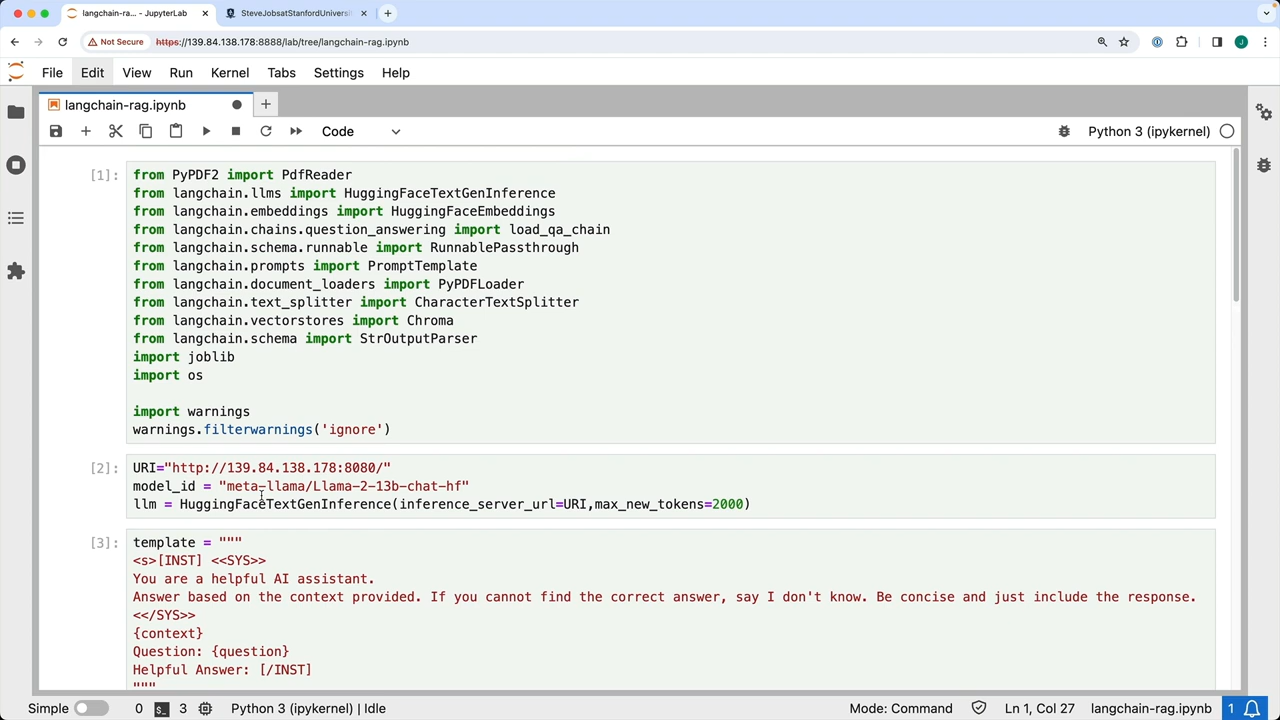 langchain-ra... - JupyterLab
SteveJobsatStanfordUniversi
Not Secure
https://139.84.138.178:8888/lab/tree/langchain-rag.ipynb
J
File Edit View Run Kernel Tabs Settings Help
langchain-rag.ipynb
Code
Python 3 (ipykernel)
[1]:
from PyPDF2 import PdfReader
from langchain.llms import HuggingFaceTextGenInference
from langchain.embeddings import HuggingFaceEmbeddings
from langchain.chains.question_answering import load_qa_chain
from langchain.schema.runnable import RunnablePassthrough
from langchain.prompts import PromptTemplate
from langchain.document_loaders import PyPDFLoader
from langchain.text_splitter import CharacterTextSplitter
from langchain.vectorstores import Chroma
from langchain.schema import StrOutputParser
import joblib
import os
import warnings
warnings.filterwarnings('ignore')
[2]:
URI="http://139.84.138.178:8080/"
model_id = "meta-llama/Llama-2-13b-chat-hf"
llm = HuggingFaceTextGenInference(inference_server_url=URI,max_new_tokens=2000)
[3]:
template = """
<s>[INST] <<SYS>>
You are a helpful AI assistant.
Answer based on the context provided. If you cannot find the correct answer, say I don't know. Be concise and just include the response.
<</SYS>>
{context}
Question: {question}
Helpful Answer: [/INST]
"""
Simple 0 $_ 3 Python 3 (ipykernel) | Idle Mode: Command Ln 1, Col 27 langchain-rag.ipynb 1